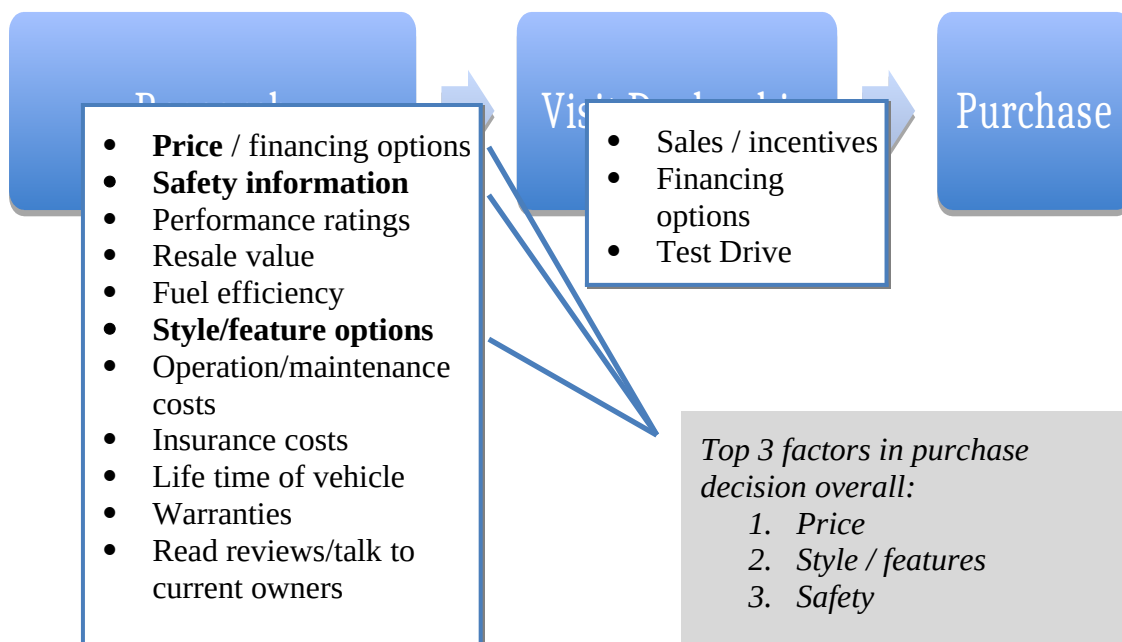 Purchase
Price / financing options
Safety information
Performance ratings
Resale value
Fuel efficiency
Style/feature options
Operation/maintenance
costs
Insurance costs
Life time of vehicle
Warranties
Read reviews/talk to
current owners
Sales / incentives
Financing
options
Test Drive
Top 3 factors in purchase
decision overall:
1. Price
2. Style / features
3. Safety